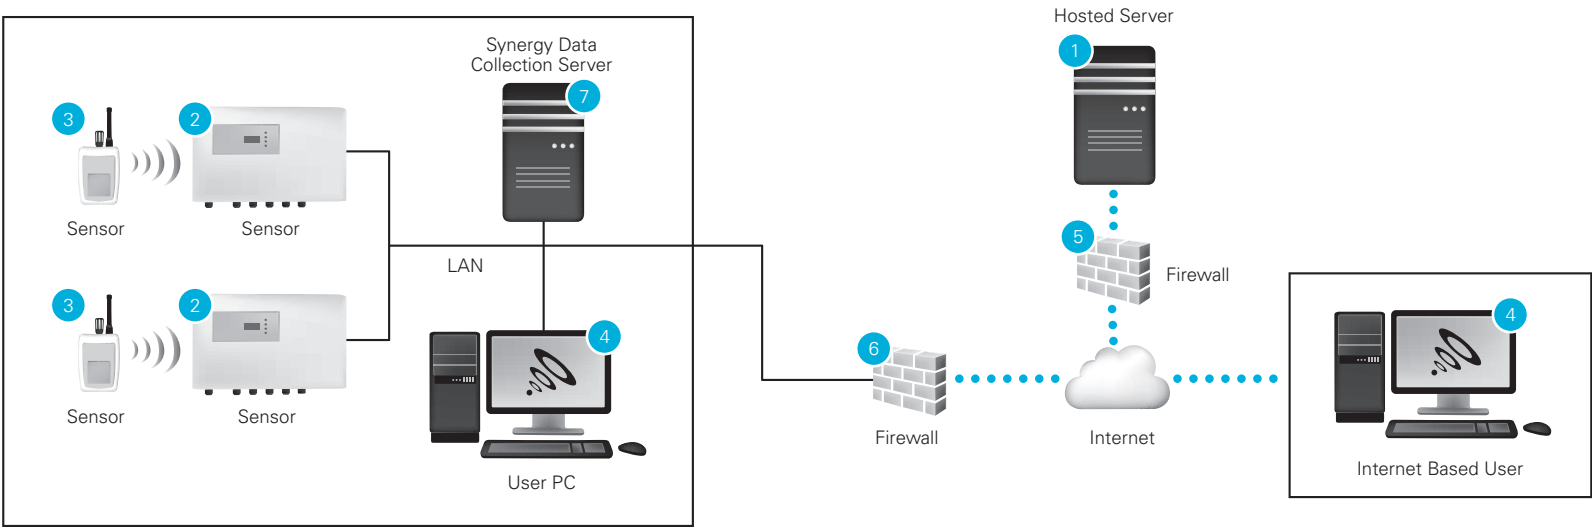 Hosted Server
1
Synergy Data
Collection Server
7
3
2
Sensor
Sensor
5
Firewall
LAN
3
2
4
Sensor
Sensor
User PC
6
Firewall
Internet
4
Internet Based User